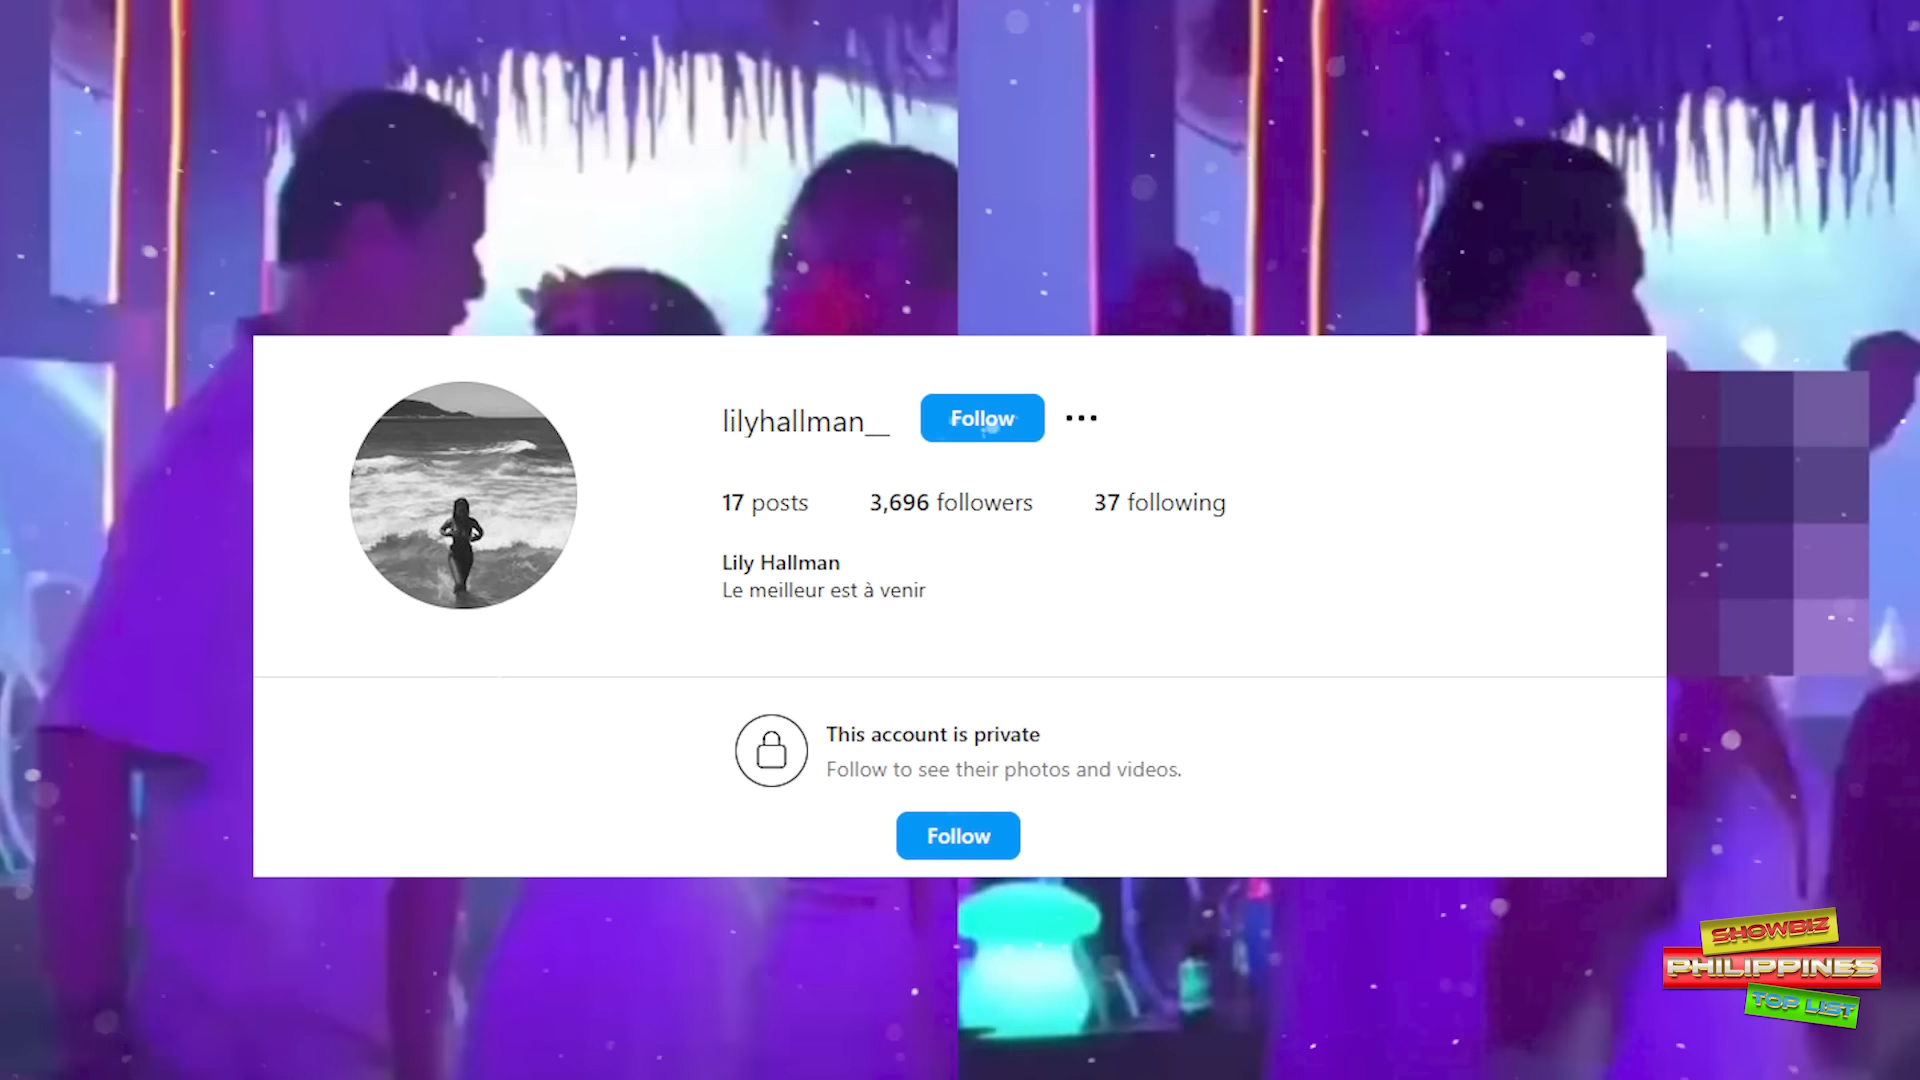 lilyhallman__ Follow
17 posts 3,696 followers 37 following
Lily Hallman
Le meilleur est à venir
This account is private
Follow to see their photos and videos.
Follow
SHOWBIZ
PHILIPPINES
TOP LIST